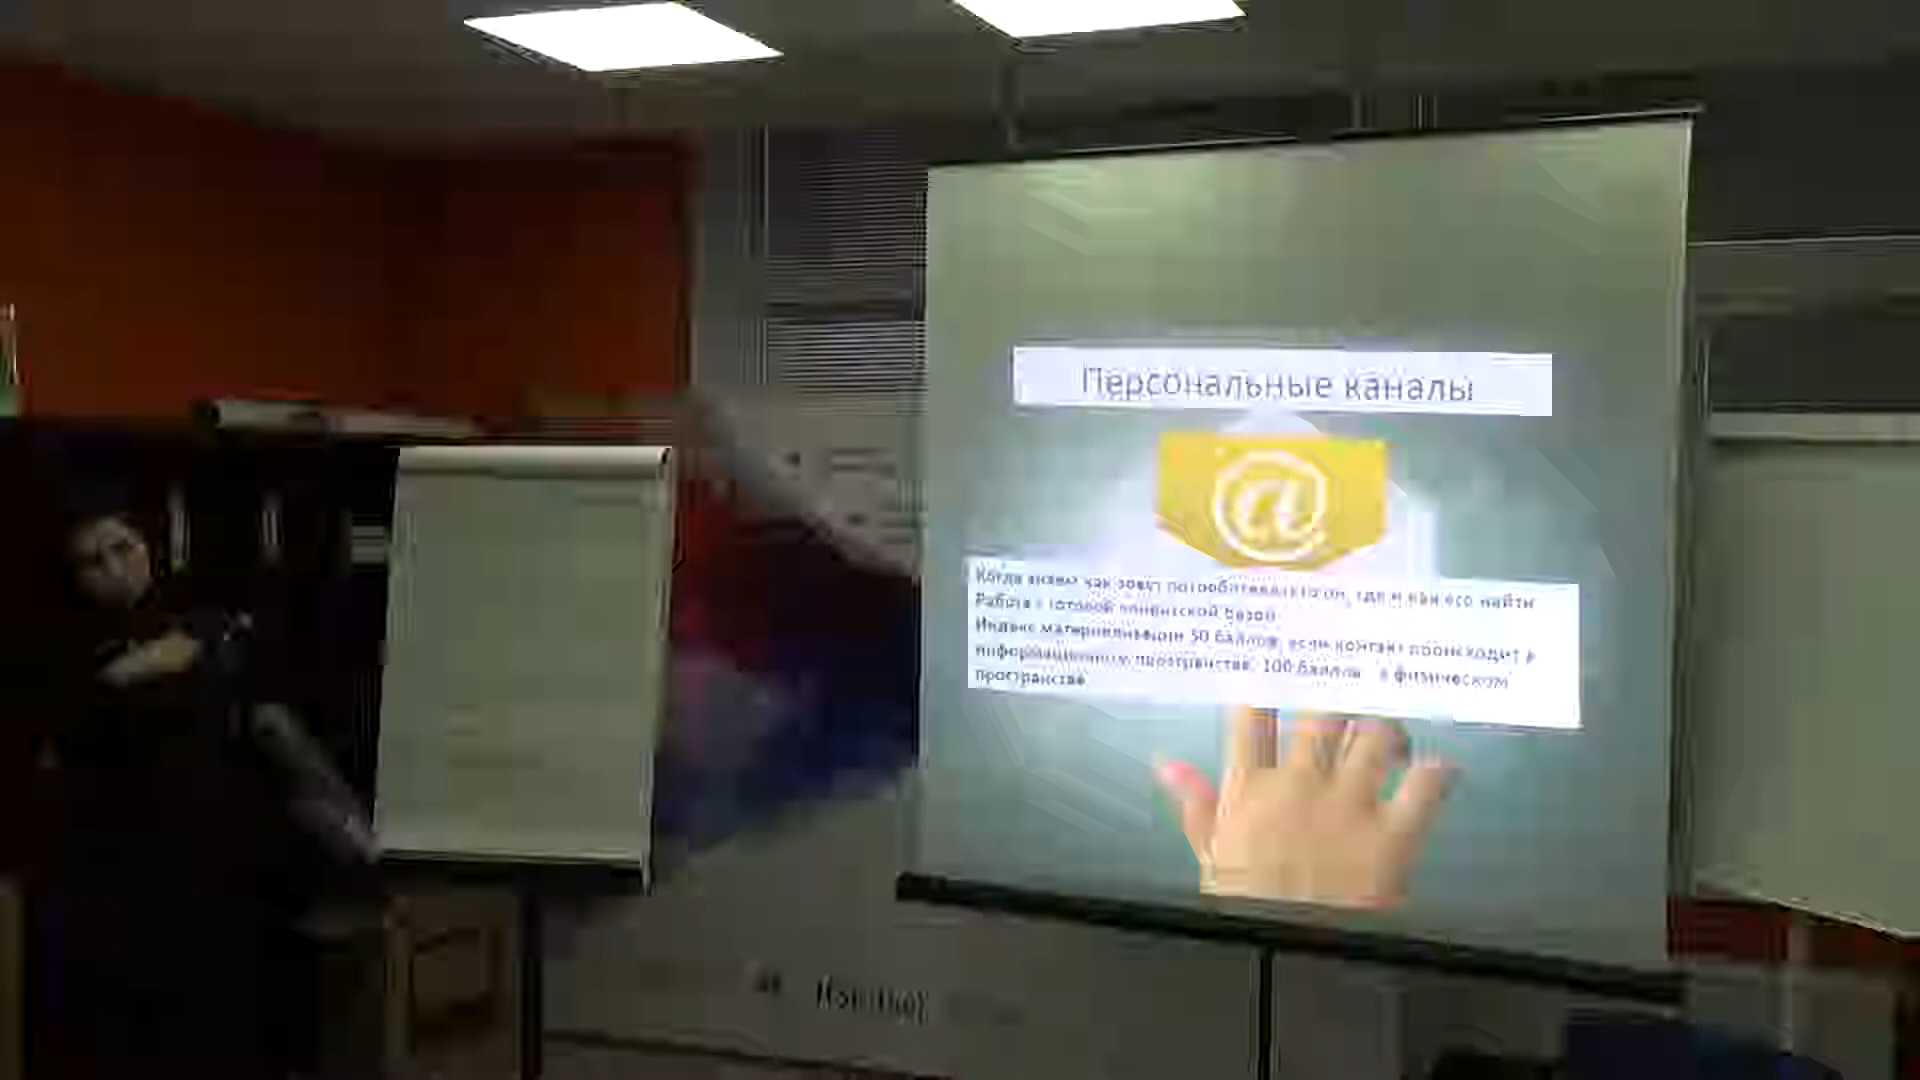 Персональные каналы
@
Когда знаем как зовут потребителя, кто он, где и как его найти
Работа с готовой клиентской базой
Индекс материализации 50 баллов, если контакт происходит в
информационном пространстве, 100 баллов - в физическом
пространстве